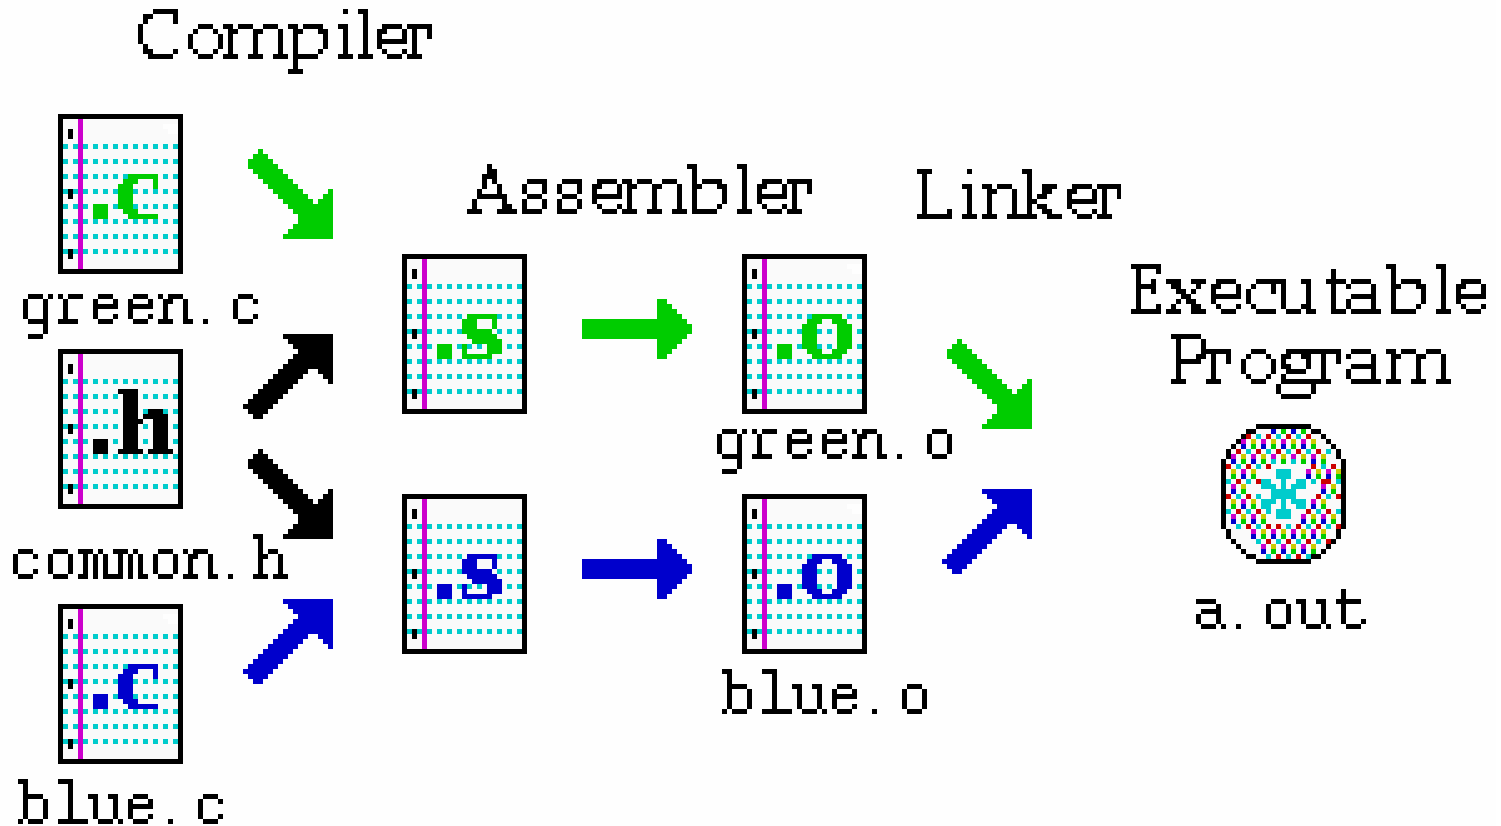 Compiler
Assembler
Linker
Executable
Program
.c
green.c
.h
common.h
.c
blue.c
.s
.s
.o
green.o
.o
blue.o
a.out